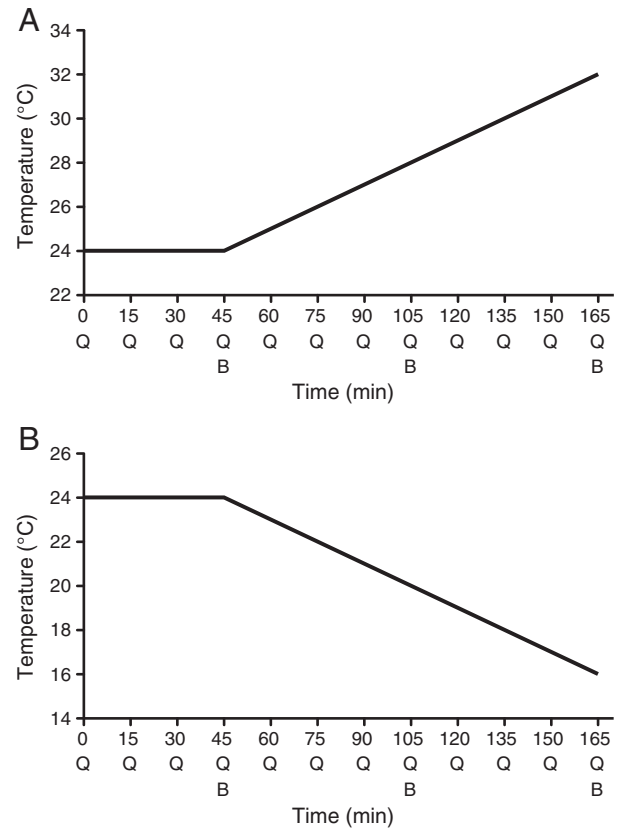 A
34
32
30
28
26
24
22
Temperature (°C)
0 15 30 45 60 75 90 105 120 135 150 165
Q Q Q Q Q Q Q Q Q Q Q Q
B B B
Time (min)
B
26
24
22
20
18
16
14
Temperature (°C)
0 15 30 45 60 75 90 105 120 135 150 165
Q Q Q Q Q Q Q Q Q Q Q Q
B B B
Time (min)